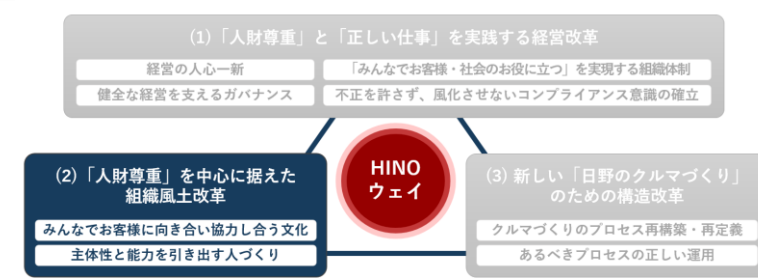 (1)「人財尊重」と「正しい仕事」を実践する経営改革
経営の人心一新
「みんなでお客様・社会のお役に立つ」を実現する組織体制
健全な経営を支えるガバナンス
不正を許さず、風化させないコンプライアンス意識の確立
HINO
ウェイ
(2)「人財尊重」を中心に据えた
組織風土改革
みんなでお客様に向き合い協力し合う文化
主体性と能力を引き出す人づくり
(3) 新しい「日野のクルマづくり」
のための構造改革
クルマづくりのプロセス再構築・再定義
あるべきプロセスの正しい運用